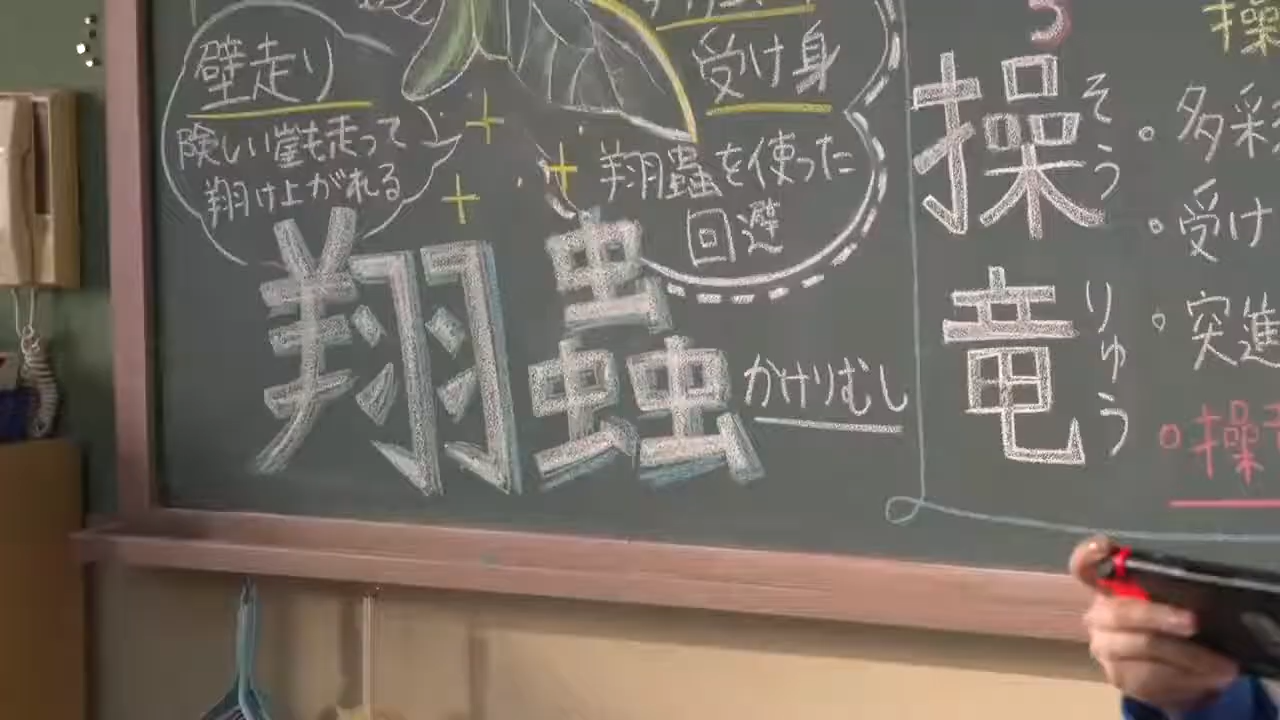 壁走り
険しい崖も走って
翔け上がれる
受け身
翔蟲を使った
回避
翔蟲
かけりむし
操竜
そうりゅう
操
多彩
受け
突進
操